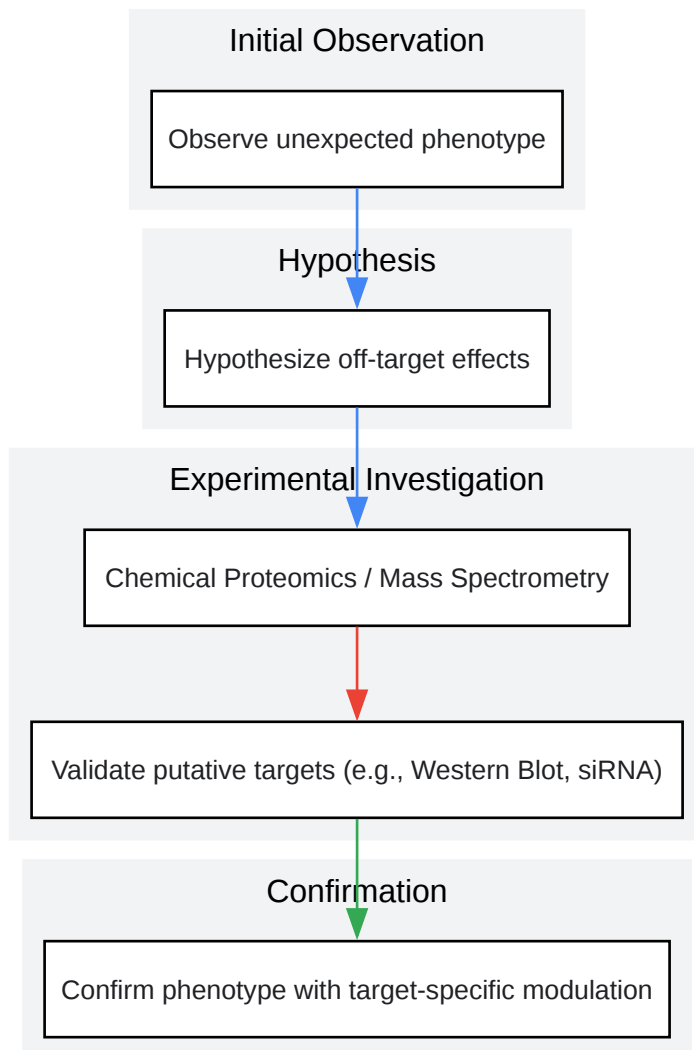 Initial Observation
Observe unexpected phenotype
Hypothesis
Hypothesize off-target effects
Experimental Investigation
Chemical Proteomics / Mass Spectrometry
Validate putative targets (e.g., Western Blot, siRNA)
Confirmation
Confirm phenotype with target-specific modulation